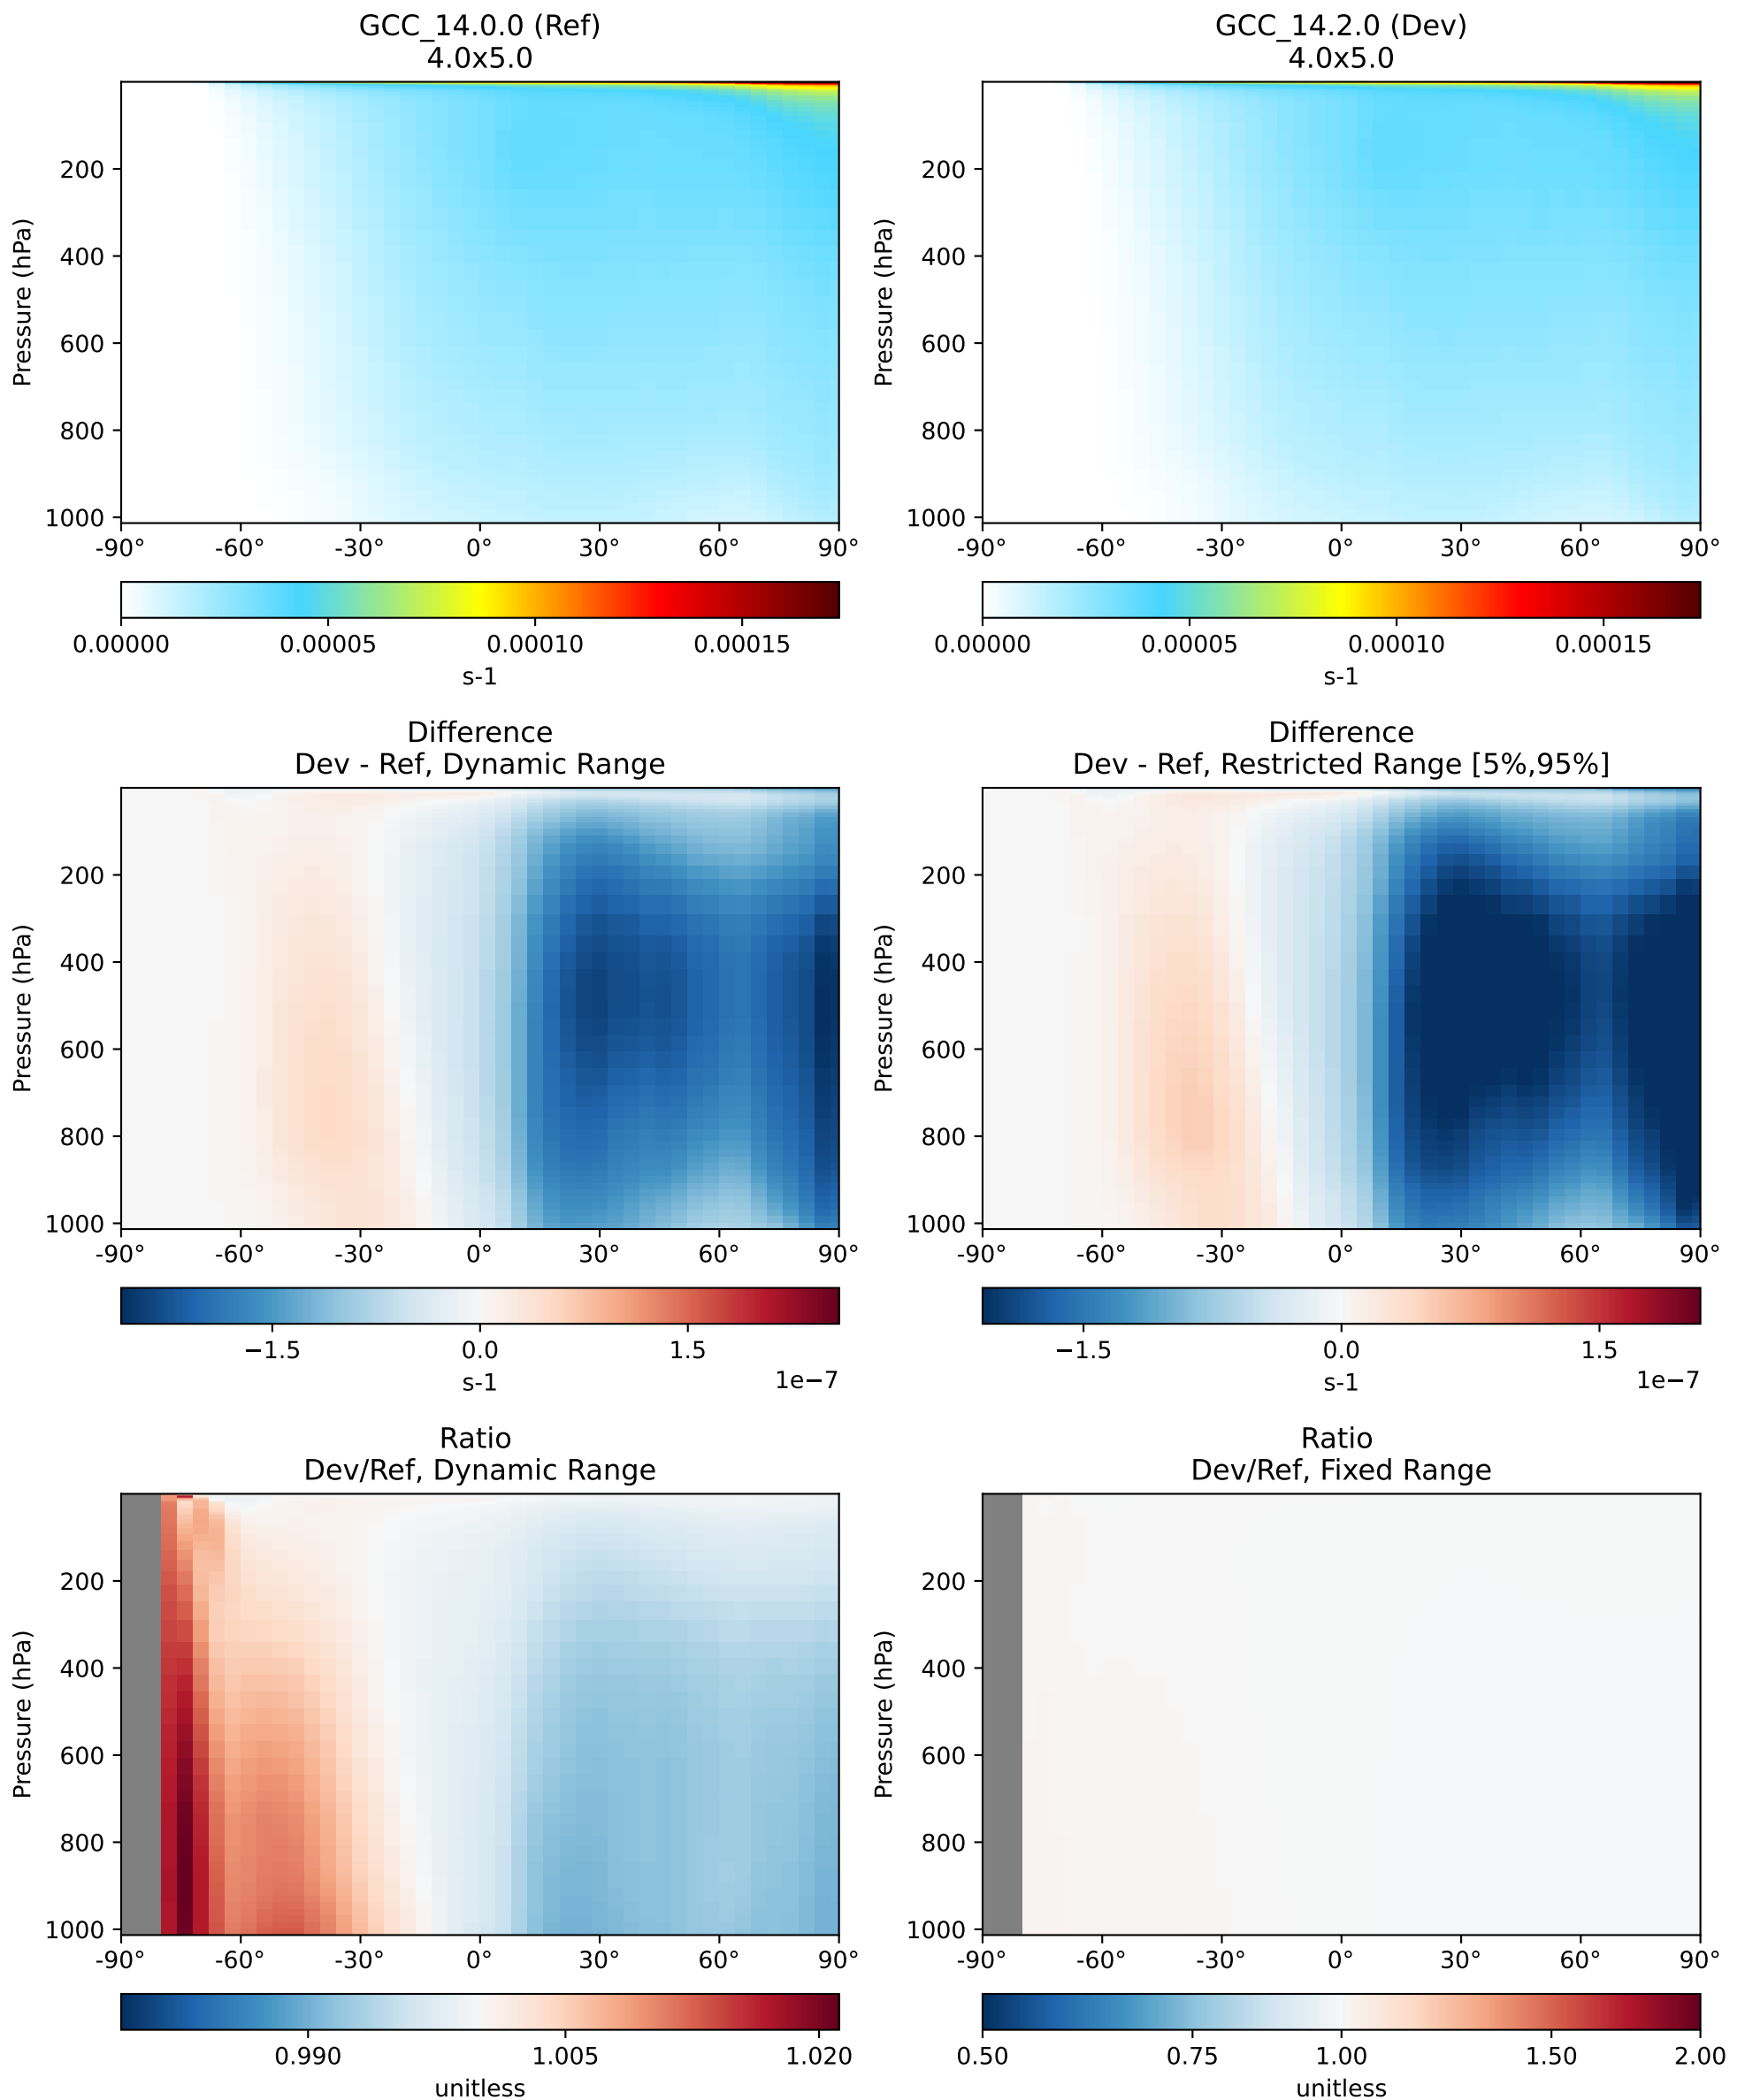 GCC_14.0.0 (Ref)
4.0x5.0
Pressure (hPa)
200
400
600
800
1000
-90° -60° -30° 0° 30° 60° 90°
0.00000 0.00005 0.00010 0.00015
s-1
GCC_14.2.0 (Dev)
4.0x5.0
Pressure (hPa)
200
400
600
800
1000
-90° -60° -30° 0° 30° 60° 90°
0.00000 0.00005 0.00010 0.00015
s-1
Difference
Dev - Ref, Dynamic Range
Pressure (hPa)
200
400
600
800
1000
-90° -60° -30° 0° 30° 60° 90°
−1.5 0.0 1.5
1e−7
s-1
Difference
Dev - Ref, Restricted Range [5%,95%]
Pressure (hPa)
200
400
600
800
1000
-90° -60° -30° 0° 30° 60° 90°
−1.5 0.0 1.5
1e−7
s-1
Ratio
Dev/Ref, Dynamic Range
Pressure (hPa)
200
400
600
800
1000
-90° -60° -30° 0° 30° 60° 90°
0.990 1.005 1.020
unitless
Ratio
Dev/Ref, Fixed Range
Pressure (hPa)
200
400
600
800
1000
-90° -60° -30° 0° 30° 60° 90°
0.50 0.75 1.00 1.50 2.00
unitless